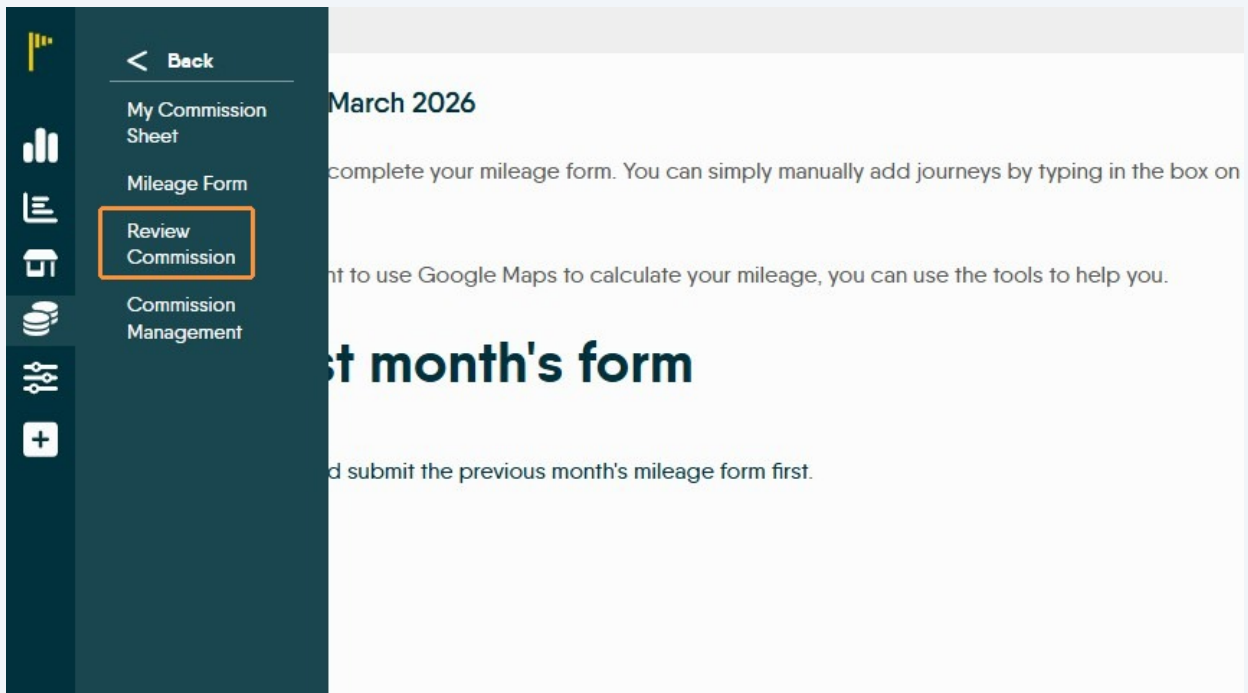 Back
My Commission
Sheet
Mileage Form
Review
Commission
Commission
Management
March 2026
complete your mileage form. You can simply manually add journeys by typing in the box on
to use Google Maps to calculate your mileage, you can use the tools to help you.
month's form
submit the previous month's mileage form first.